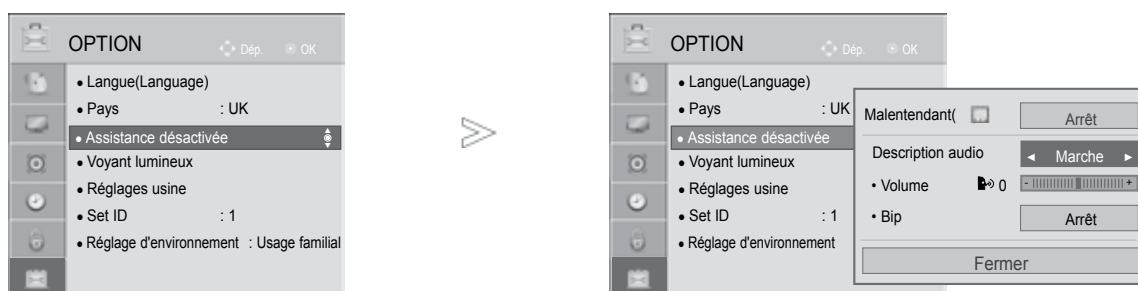 OPTION
Dép. OK
• Langue(Language)
• Pays : UK
• Assistance désactivée
• Voyant lumineux
• Réglages usine
• Set ID : 1
• Réglage d'environnement : Usage familial
OPTION
Dép. OK
• Langue(Language)
• Pays : UK
• Assistance désactivée
• Voyant lumineux
• Réglages usine
• Set ID : 1
• Réglage d'environnement
Malentendant( Arrêt
Description audio ◄ Marche ►
• Volume 0 - +
• Bip Arrêt
Fermer